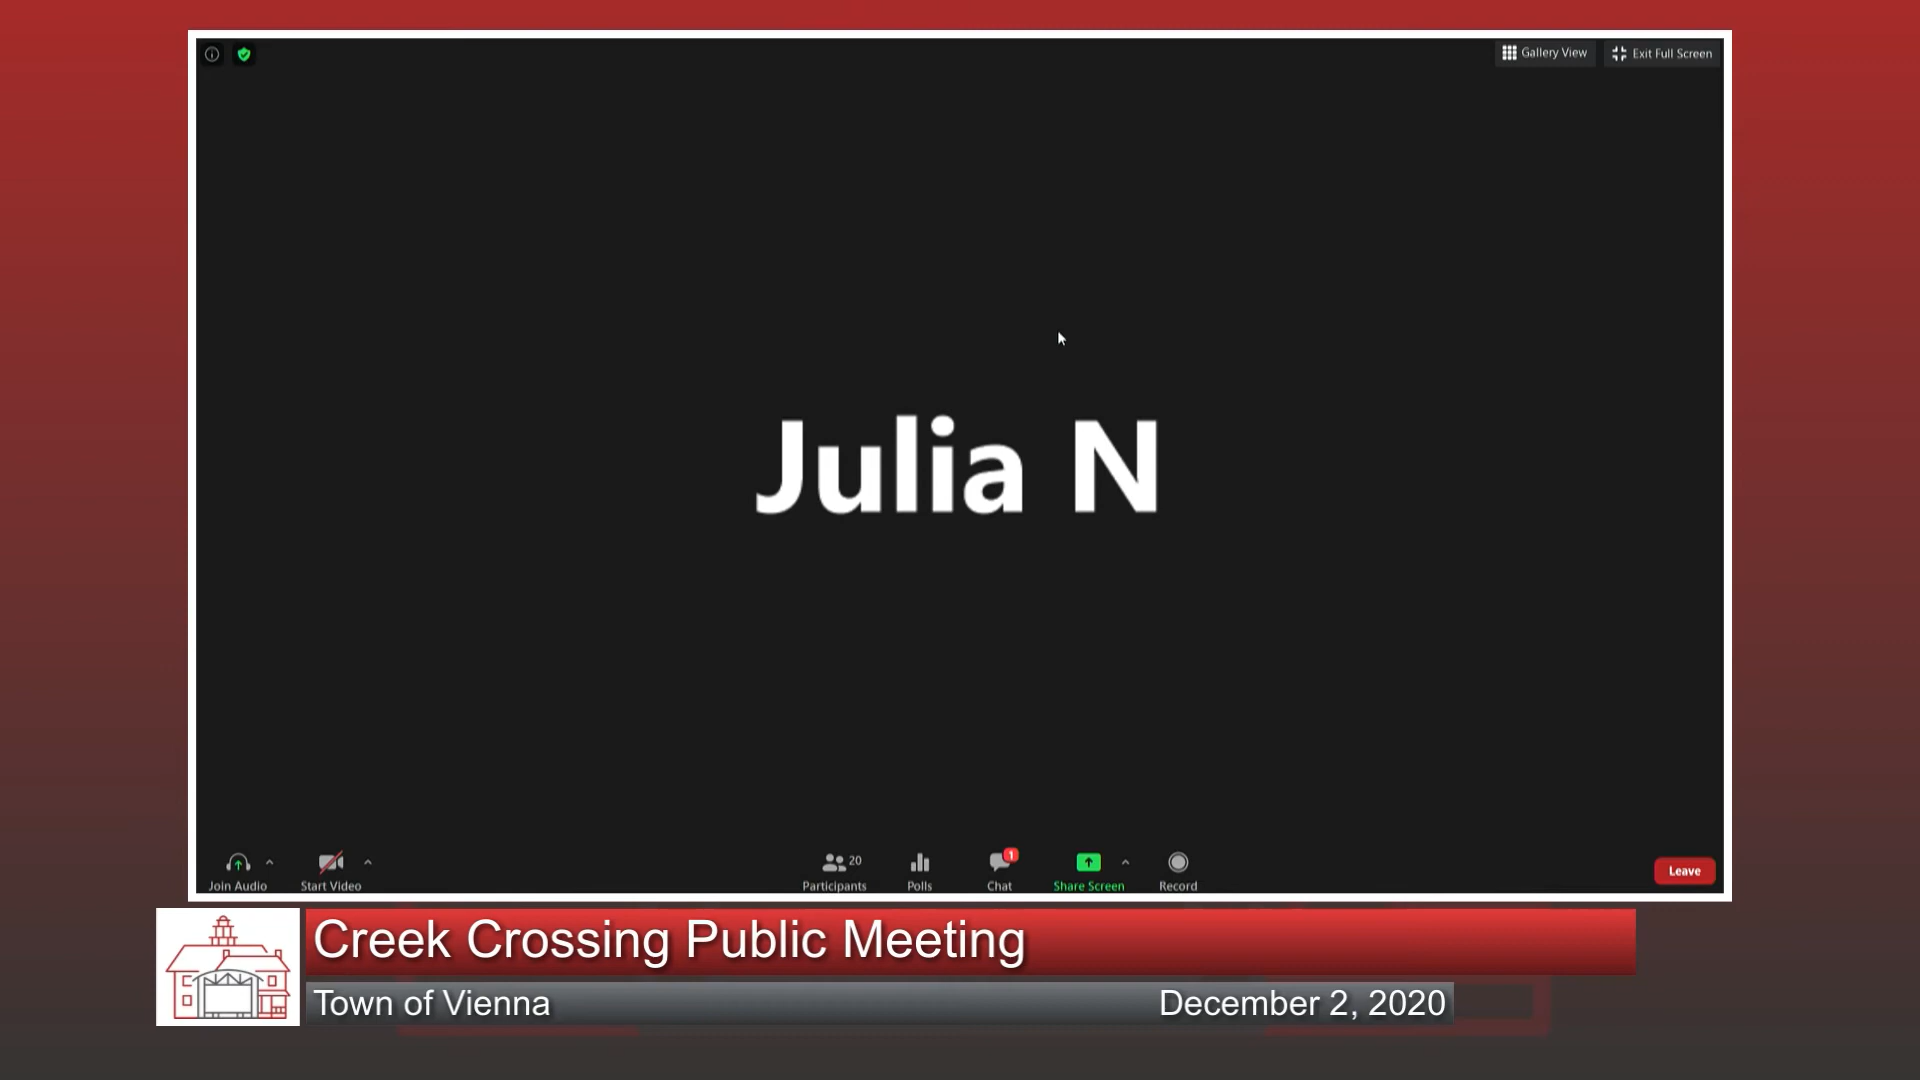 Gallery View
Exit Full Screen
Julia N
Join Audio
Start Video
20
Participants
Polls
1
Chat
Share Screen
Record
Leave
Creek Crossing Public Meeting
Town of Vienna
December 2, 2020